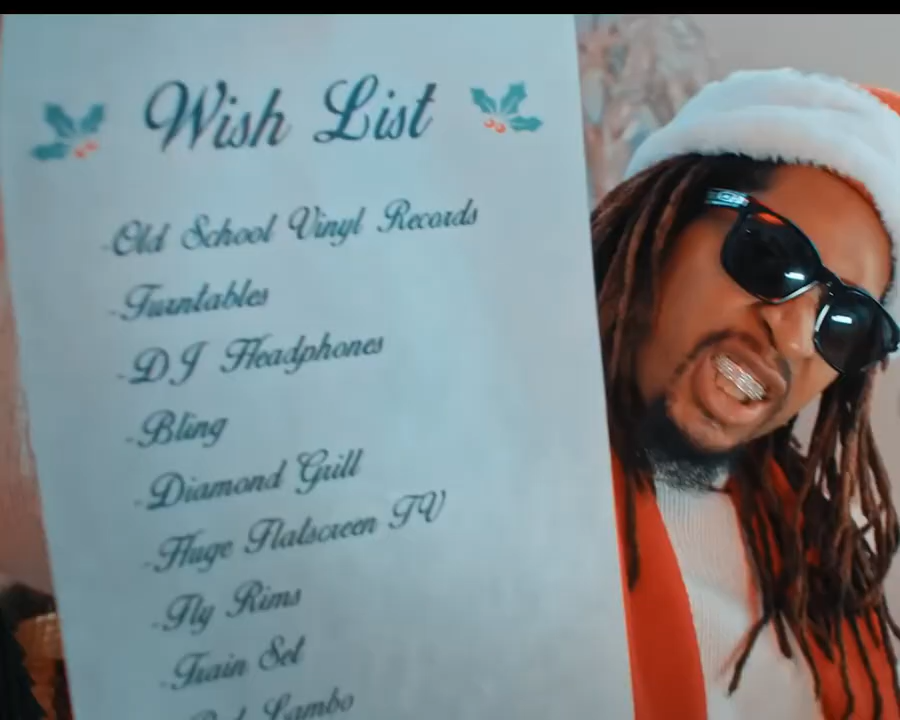 Wish List
-Old School Vinyl Records
-Turntables
-DJ Headphones
-Bling
-Diamond Grill
-Huge Flatscreen TV
-Fly Rims
-Train Set
Lambo